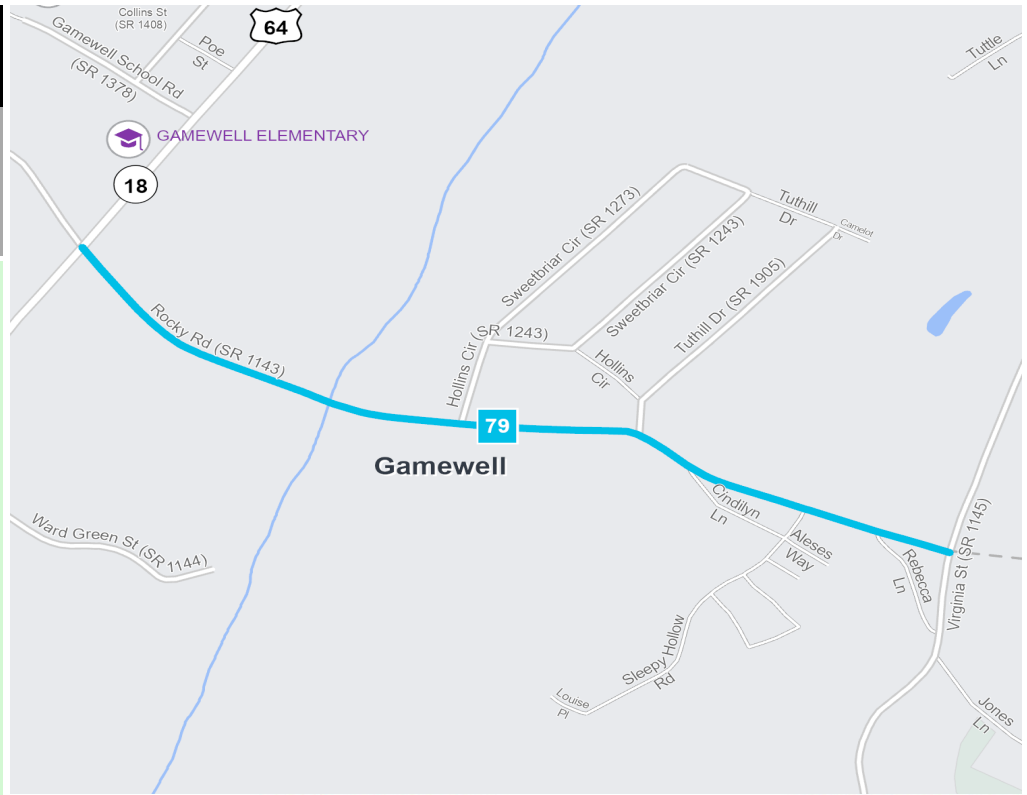 Collins St
(SR 1408)
64
Gamewell School Rd
(SR 1378)
Poe
St
Tuttle
Ln
GAMEWELL ELEMENTARY
18
Sweetbriar Cir (SR 1273)
Tuthill
Dr
Camelot
Dr
Sweetbriar Cir (SR 1243)
Tuthill Dr (SR 1905)
Rocky Rd (SR 1143)
Hollins Cir (SR 1243)
Hollins
Cir
79
Gamewell
Cindilyn
Ln
Ward Green St (SR 1144)
Aleses
Way
Rebecca
Ln
Virginia St (SR 1145)
Sleepy Hollow
Rd
Louise
Pl
Jones
Ln